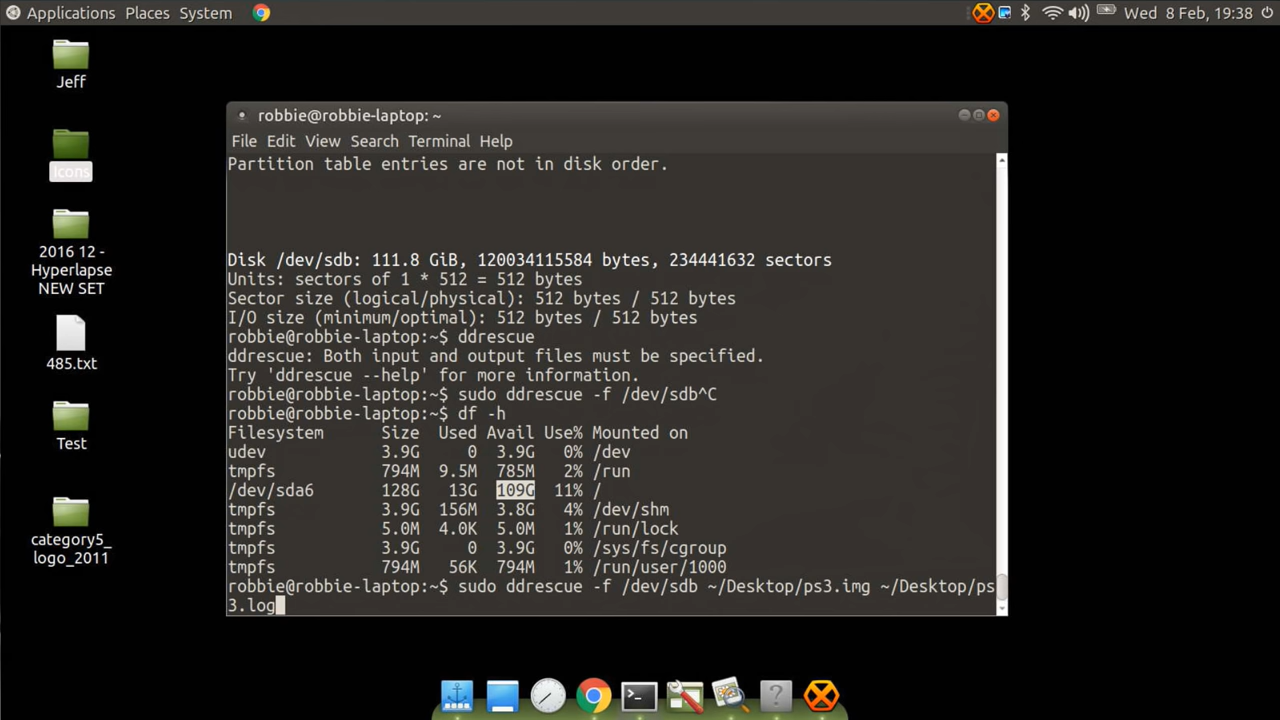 Applications Places System
Wed 8 Feb, 19:38
Jeff
Icons
2016 12 -
Hyperlapse
NEW SET
485.txt
Test
category5_
logo_2011
robbie@robbie-laptop: ~
File Edit View Search Terminal Help
Partition table entries are not in disk order.
Disk /dev/sdb: 111.8 GiB, 120034115584 bytes, 234441632 sectors
Units: sectors of 1 * 512 = 512 bytes
Sector size (logical/physical): 512 bytes / 512 bytes
I/O size (minimum/optimal): 512 bytes / 512 bytes
robbie@robbie-laptop:~$ ddrescue
ddrescue: Both input and output files must be specified.
Try 'ddrescue --help' for more information.
robbie@robbie-laptop:~$ sudo ddrescue -f /dev/sdb^C
robbie@robbie-laptop:~$ df -h
Filesystem      Size  Used Avail Use% Mounted on
udev            3.9G     0  3.9G   0% /dev
tmpfs           794M  9.5M  785M   2% /run
/dev/sda6       128G   13G  109G  11% /
tmpfs           3.9G  156M  3.8G   4% /dev/shm
tmpfs           5.0M  4.0K  5.0M   1% /run/lock
tmpfs           3.9G     0  3.9G   0% /sys/fs/cgroup
tmpfs           794M   56K  794M   1% /run/user/1000
robbie@robbie-laptop:~$ sudo ddrescue -f /dev/sdb ~/Desktop/ps3.img ~/Desktop/ps
3.log